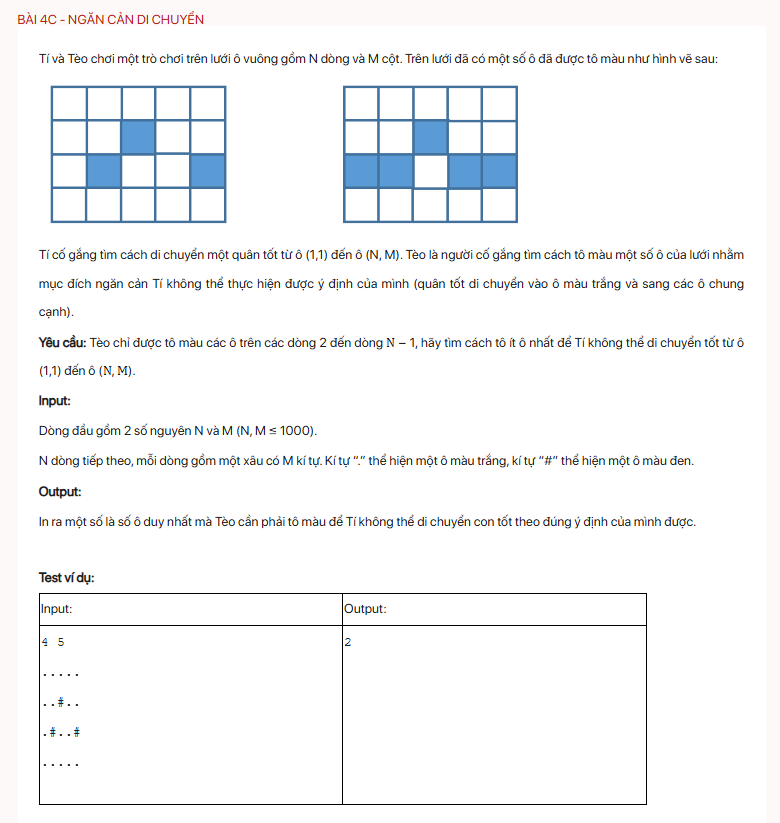 BÀI 4C - NGĂN CẢN DI CHUYỂN
Tí và Tèo chơi một trò chơi trên lưới ô vuông gồm N dòng và M cột. Trên lưới đã có một số ô đã được tô màu như hình vẽ sau:
Tí cố gắng tìm cách di chuyển một quân tốt từ ô (1,1) đến ô (N, M). Tèo là người cố gắng tìm cách tô màu một số ô của lưới nhằm
mục đích ngăn cản Tí không thể thực hiện được ý định của mình (quân tốt di chuyển vào ô màu trắng và sang các ô chung
cạnh).
Yêu cầu: Tèo chỉ được tô màu các ô trên các dòng 2 đến dòng N − 1, hãy tìm cách tô ít ô nhất để Tí không thể di chuyển tốt từ ô
(1,1) đến ô (N, M).
Input:
Dòng đầu gồm 2 số nguyên N và M (N, M ≤ 1000).
N dòng tiếp theo, mỗi dòng gồm một xâu có M kí tự. Kí tự "." thể hiện một ô màu trắng, kí tự "#" thể hiện một ô màu đen.
Output:
In ra một số là số ô duy nhất mà Tèo cần phải tô màu để Tí không thể di chuyển con tốt theo đúng ý định của mình được.
Test ví dụ:
Input: Output:
4 5 2
.....
..#..
.#..#
.....